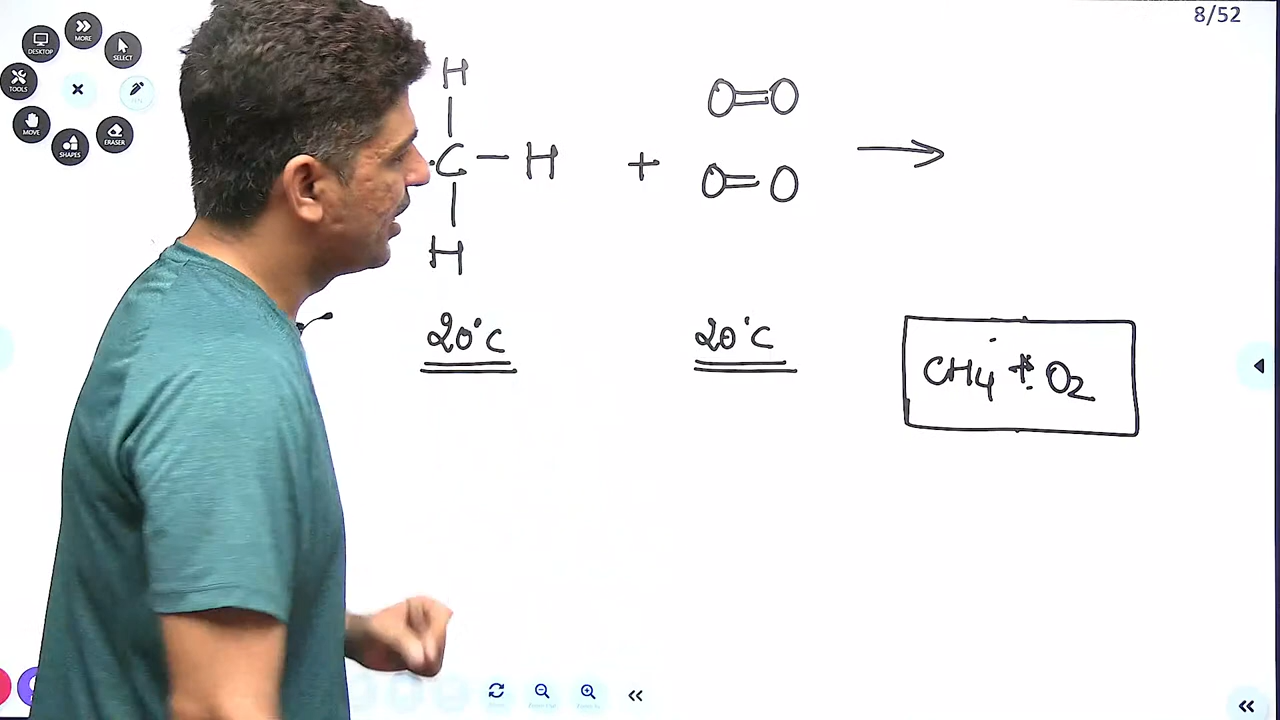 8/52
MORE
DESKTOP
SELECT
TOOLS
MOVE
ERASER
SHAPES
H
C — H + O=O
O=O →
H
20°C 20°C
CH4 + O2